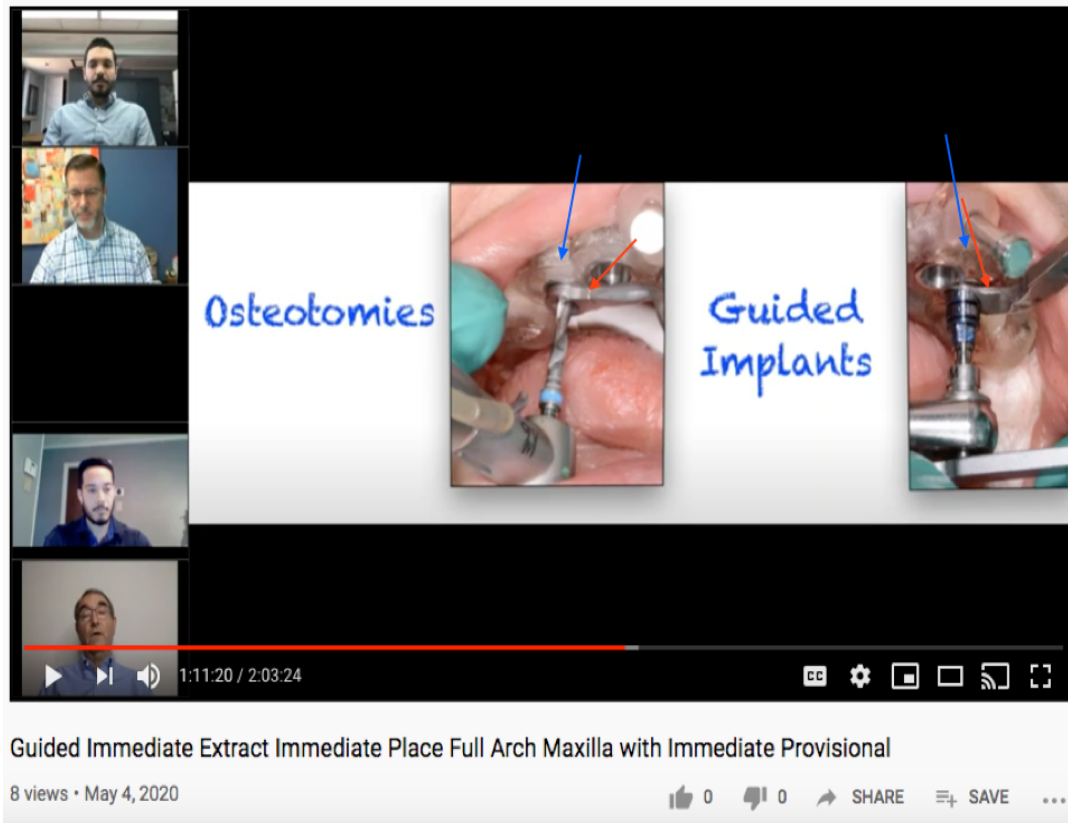 Osteotomies
Guided
Implants
1:11:20 / 2:03:24
CC
Guided Immediate Extract Immediate Place Full Arch Maxilla with Immediate Provisional
8 views • May 4, 2020
0
0
SHARE
SAVE